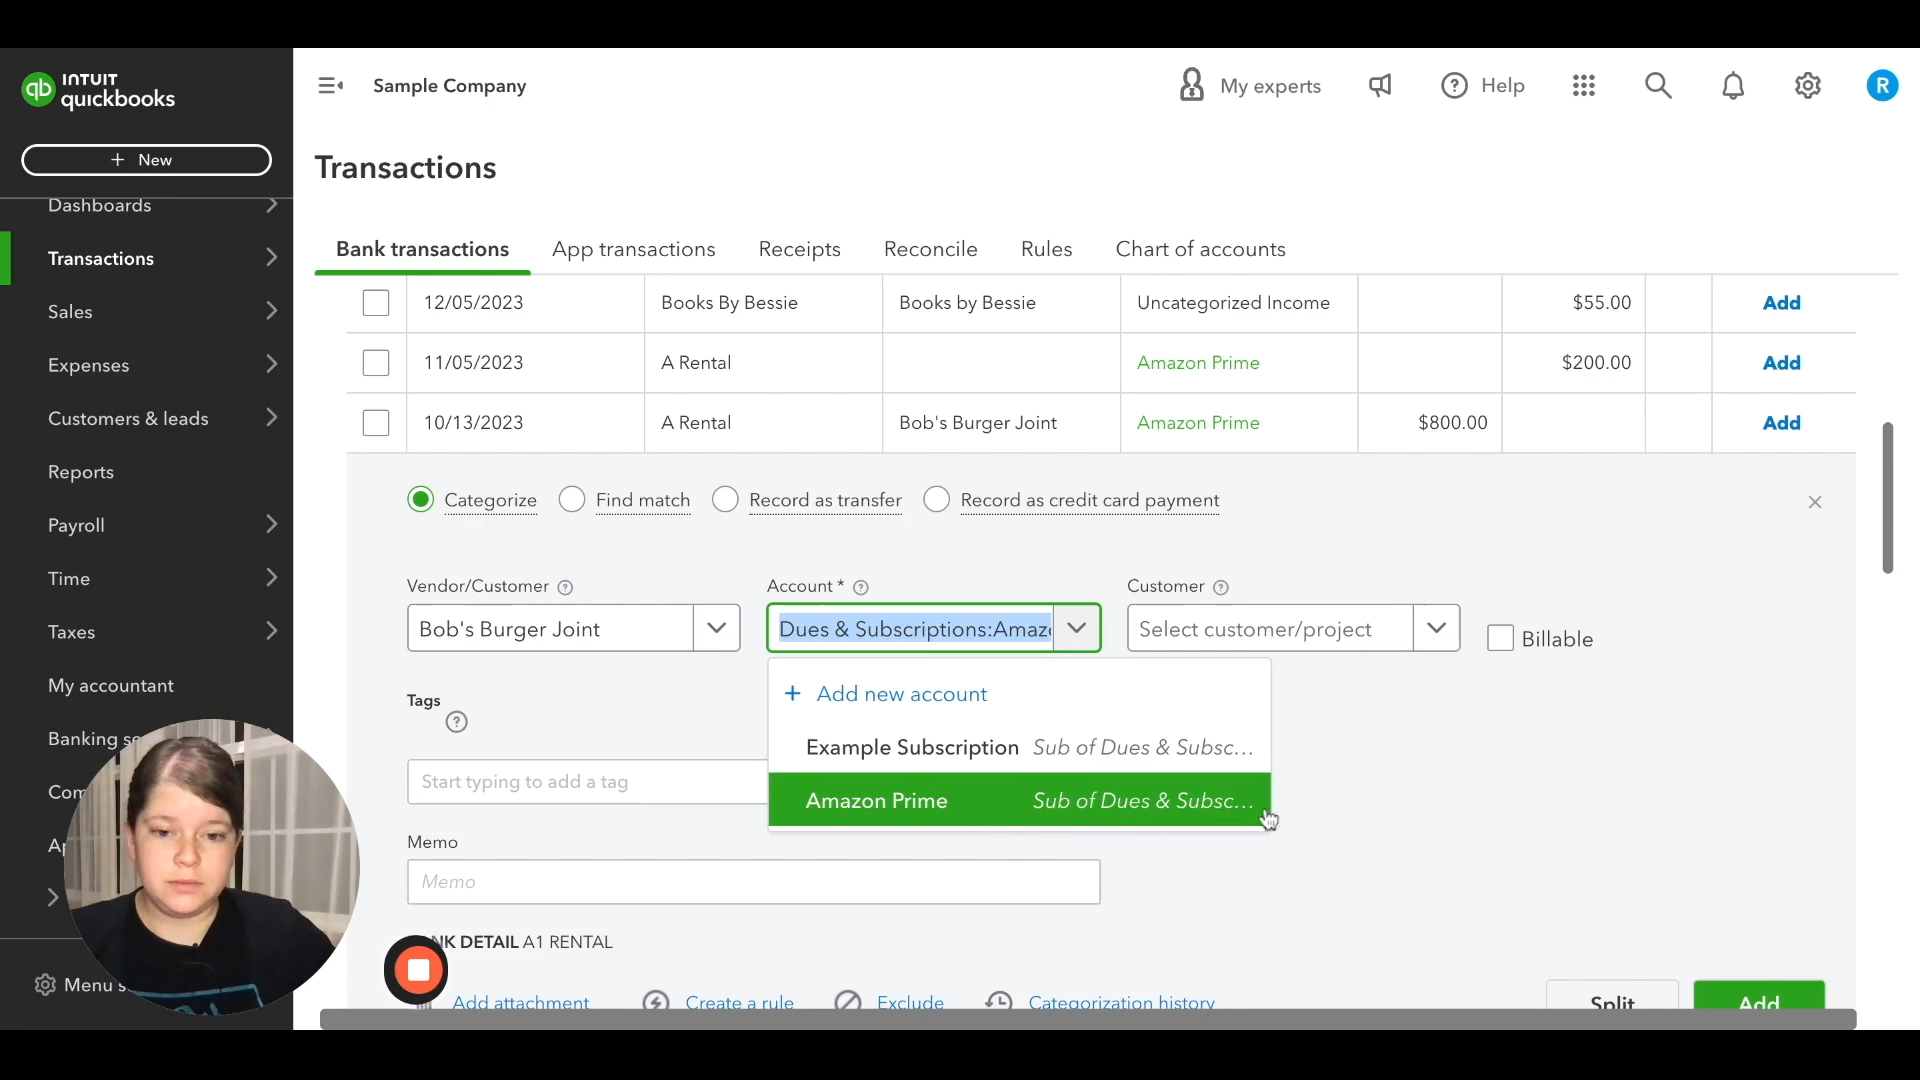 INTUIT
quickbooks
Sample Company
My experts
Help
R
+ New
Transactions
Dashboards
Transactions
Sales
Expenses
Customers & leads
Reports
Payroll
Time
Taxes
My accountant
Banking se
Com
Ap
Menu s
Bank transactions
App transactions
Receipts
Reconcile
Rules
Chart of accounts
12/05/2023 Books By Bessie Books by Bessie Uncategorized Income $55.00 Add
11/05/2023 A Rental Amazon Prime $200.00 Add
10/13/2023 A Rental Bob's Burger Joint Amazon Prime $800.00 Add
Categorize Find match Record as transfer Record as credit card payment
Vendor/Customer Account * Customer
Bob's Burger Joint Dues & Subscriptions:Amaz Select customer/project Billable
+ Add new account
Example Subscription Sub of Dues & Subsc...
Amazon Prime Sub of Dues & Subsc...
Tags
Start typing to add a tag
Memo
Memo
NK DETAIL A1 RENTAL
Add attachment Create a rule Exclude Categorization history Split Add